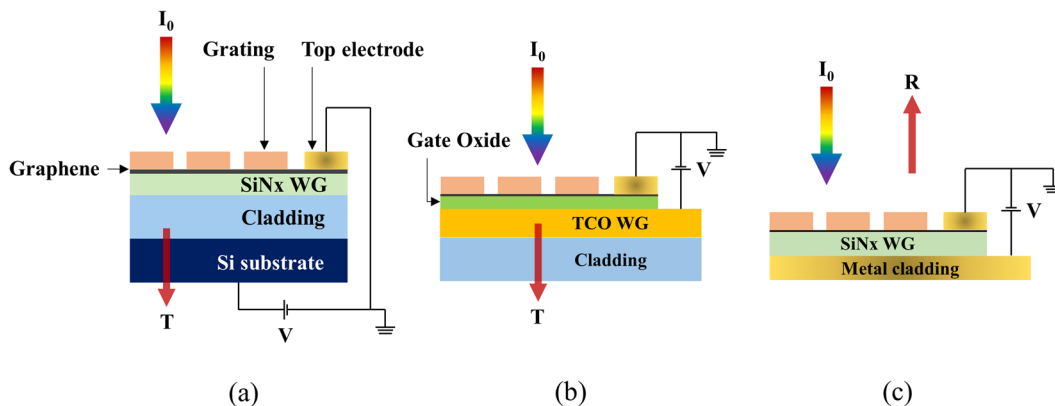 I0
Grating
Top electrode
Graphene
SiNx WG
Cladding
Si substrate
T
V
(a)
I0
Gate Oxide
V
TCO WG
Cladding
T
(b)
I0
R
V
SiNx WG
Metal cladding
(c)